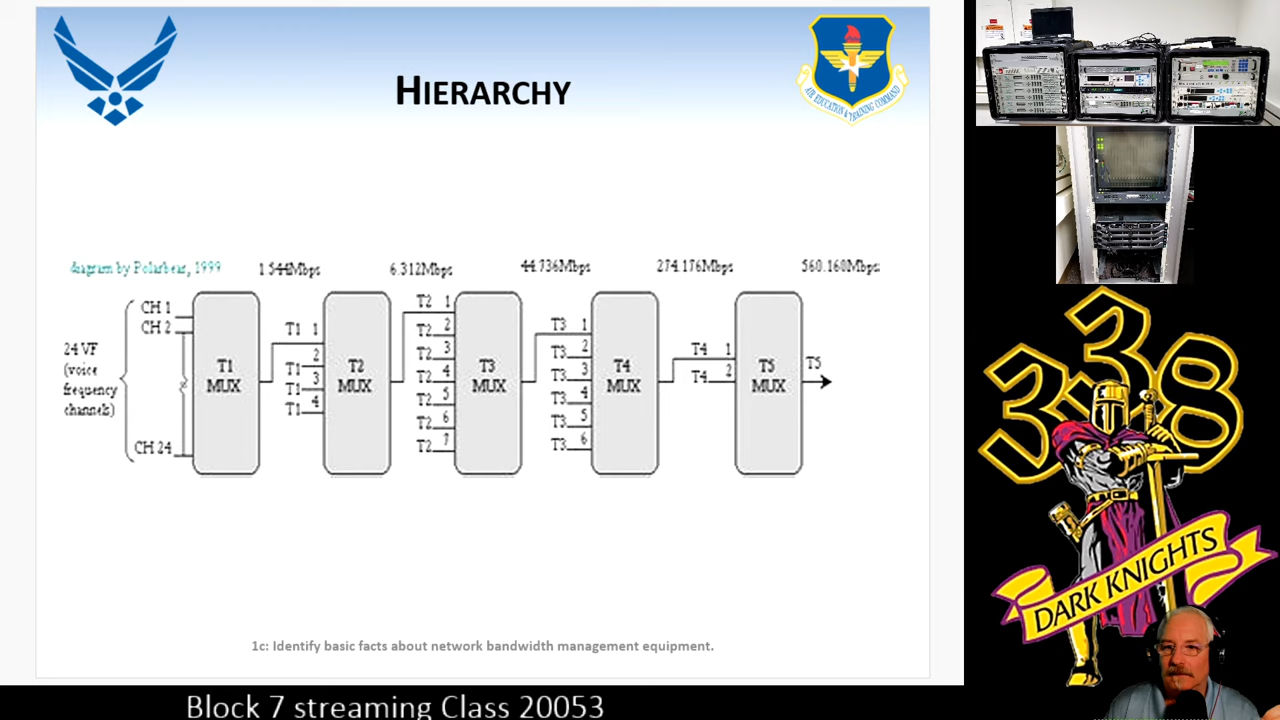 HIERARCHY
AIR EDUCATION & TRAINING COMMAND
diagram by Polarbear, 1999
1.544Mbps
6.312Mbps
44.736Mbps
274.176Mbps
560.160Mbps
24 VF
(voice
frequency
channels)
CH 1
CH 2
CH 24
T1
MUX
T1 1
2
T1
3
T1
4
T1
T2
MUX
T2 1
T2 2
T2 3
T2 4
T2 5
T2 6
T2 7
T3
MUX
T3 1
T3 2
T3 3
T3 4
T3 5
T3 6
T4
MUX
T4 1
T4 2
T5
MUX
T5
1c: Identify basic facts about network bandwidth management equipment.
Block 7 streaming Class 20053
338
DARK KNIGHTS